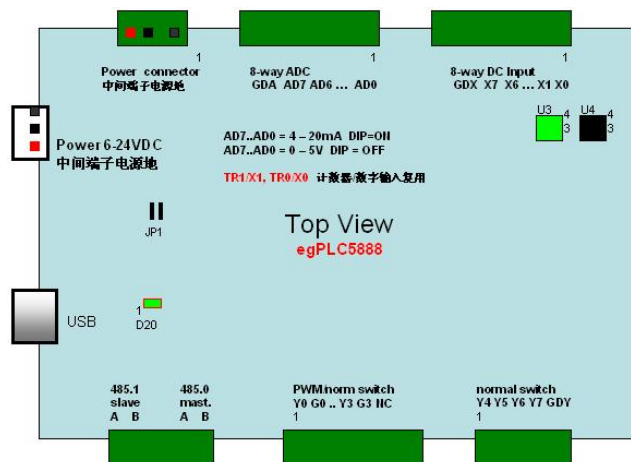 1
1
1
Power connector
中间端子电源地
8-way ADC
GDA AD7 AD6 ... AD0
8-way DC Input
GDX X7 X6 ... X1 X0
U3
4
3
U4
4
3
Power 6-24VDC
中间端子电源地
AD7..AD0 = 4 – 20mA DIP=ON
AD7..AD0 = 0 – 5V DIP = OFF
TR1/X1, TR0/X0 计数器/数字输入复用
JP1
Top View
egPLC5888
USB
1
D20
485.1
slave
A B
485.0
mast.
A B
PWM/norm switch
Y0 G0 .. Y3 G3 NC
1
normal switch
Y4 Y5 Y6 Y7 GDY
1